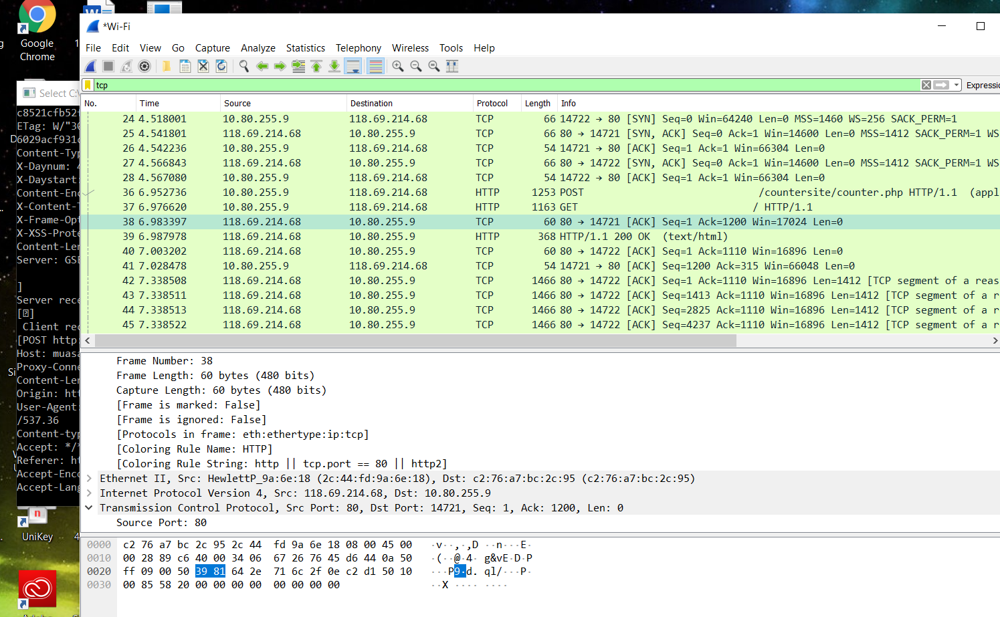 Google
Chrome
*Wi-Fi
File Edit View Go Capture Analyze Statistics Telephony Wireless Tools Help
tcp
No. Time Source Destination Protocol Length Info
24 4.518001 10.80.255.9 118.69.214.68 TCP 66 14722 → 80 [SYN] Seq=0 Win=64240 Len=0 MSS=1460 WS=256 SACK_PERM=1
25 4.541801 118.69.214.68 10.80.255.9 TCP 66 80 → 14721 [SYN, ACK] Seq=0 Ack=1 Win=14600 Len=0 MSS=1412 SACK_PERM=1 WS
26 4.542236 10.80.255.9 118.69.214.68 TCP 54 14721 → 80 [ACK] Seq=1 Ack=1 Win=66304 Len=0
27 4.566843 118.69.214.68 10.80.255.9 TCP 66 80 → 14722 [SYN, ACK] Seq=0 Ack=1 Win=14600 Len=0 MSS=1412 SACK_PERM=1 WS
28 4.567080 10.80.255.9 118.69.214.68 TCP 54 14722 → 80 [ACK] Seq=1 Ack=1 Win=66304 Len=0
36 6.952736 10.80.255.9 118.69.214.68 HTTP 1253 POST /countersite/counter.php HTTP/1.1 (appl
37 6.976620 10.80.255.9 118.69.214.68 HTTP 1163 GET / HTTP/1.1
38 6.983397 118.69.214.68 10.80.255.9 TCP 60 80 → 14721 [ACK] Seq=1 Ack=1200 Win=17024 Len=0
39 6.987978 118.69.214.68 10.80.255.9 HTTP 368 HTTP/1.1 200 OK (text/html)
40 7.003202 118.69.214.68 10.80.255.9 TCP 60 80 → 14722 [ACK] Seq=1 Ack=1110 Win=16896 Len=0
41 7.028478 10.80.255.9 118.69.214.68 TCP 54 14721 → 80 [ACK] Seq=1200 Ack=315 Win=66048 Len=0
42 7.338508 118.69.214.68 10.80.255.9 TCP 1466 80 → 14722 [ACK] Seq=1 Ack=1110 Win=16896 Len=1412 [TCP segment of a reas
43 7.338511 118.69.214.68 10.80.255.9 TCP 1466 80 → 14722 [ACK] Seq=1413 Ack=1110 Win=16896 Len=1412 [TCP segment of a r
44 7.338513 118.69.214.68 10.80.255.9 TCP 1466 80 → 14722 [ACK] Seq=2825 Ack=1110 Win=16896 Len=1412 [TCP segment of a r
45 7.338522 118.69.214.68 10.80.255.9 TCP 1466 80 → 14722 [ACK] Seq=4237 Ack=1110 Win=16896 Len=1412 [TCP segment of a r
Frame Number: 38
Frame Length: 60 bytes (480 bits)
Capture Length: 60 bytes (480 bits)
[Frame is marked: False]
[Frame is ignored: False]
[Protocols in frame: eth:ethertype:ip:tcp]
[Coloring Rule Name: HTTP]
[Coloring Rule String: http || tcp.port == 80 || http2]
Ethernet II, Src: HewlettP_9a:6e:18 (2c:44:fd:9a:6e:18), Dst: c2:76:a7:bc:2c:95 (c2:76:a7:bc:2c:95)
Internet Protocol Version 4, Src: 118.69.214.68, Dst: 10.80.255.9
Transmission Control Protocol, Src Port: 80, Dst Port: 14721, Seq: 1, Ack: 1200, Len: 0
Source Port: 80
0000 c2 76 a7 bc 2c 95 2c 44 fd 9a 6e 18 08 00 45 00 ·v··,·,D ··n···E·
0010 00 28 89 c6 40 00 34 06 67 26 76 45 d6 44 0a 50 ·(··@·4· g&vE·D·P
0020 ff 09 00 50 39 81 64 2e 71 6c 2f 0e c2 d1 50 10 ···P9·d. ql/···P·
0030 00 85 58 20 00 00 00 00 00 00 00 00 ··X ···· ····
Select C:\
c8521cfb52f
ETag: W/"30
6029acf931c
Content-Typ
X-Daynum: 4
X-Daystart:
Content-Enc
X-Content-T
X-Frame-Opt
X-XSS-Prote
Content-Len
Server: GSE
]
Server rece
Client rec
[POST http:
Host: muasa
Proxy-Conne
Content-Len
Origin: htt
User-Agent:
/537.36
Content-typ
Accept: */*
Referer: ht
Accept-Enco
Accept-Lang
UniKey